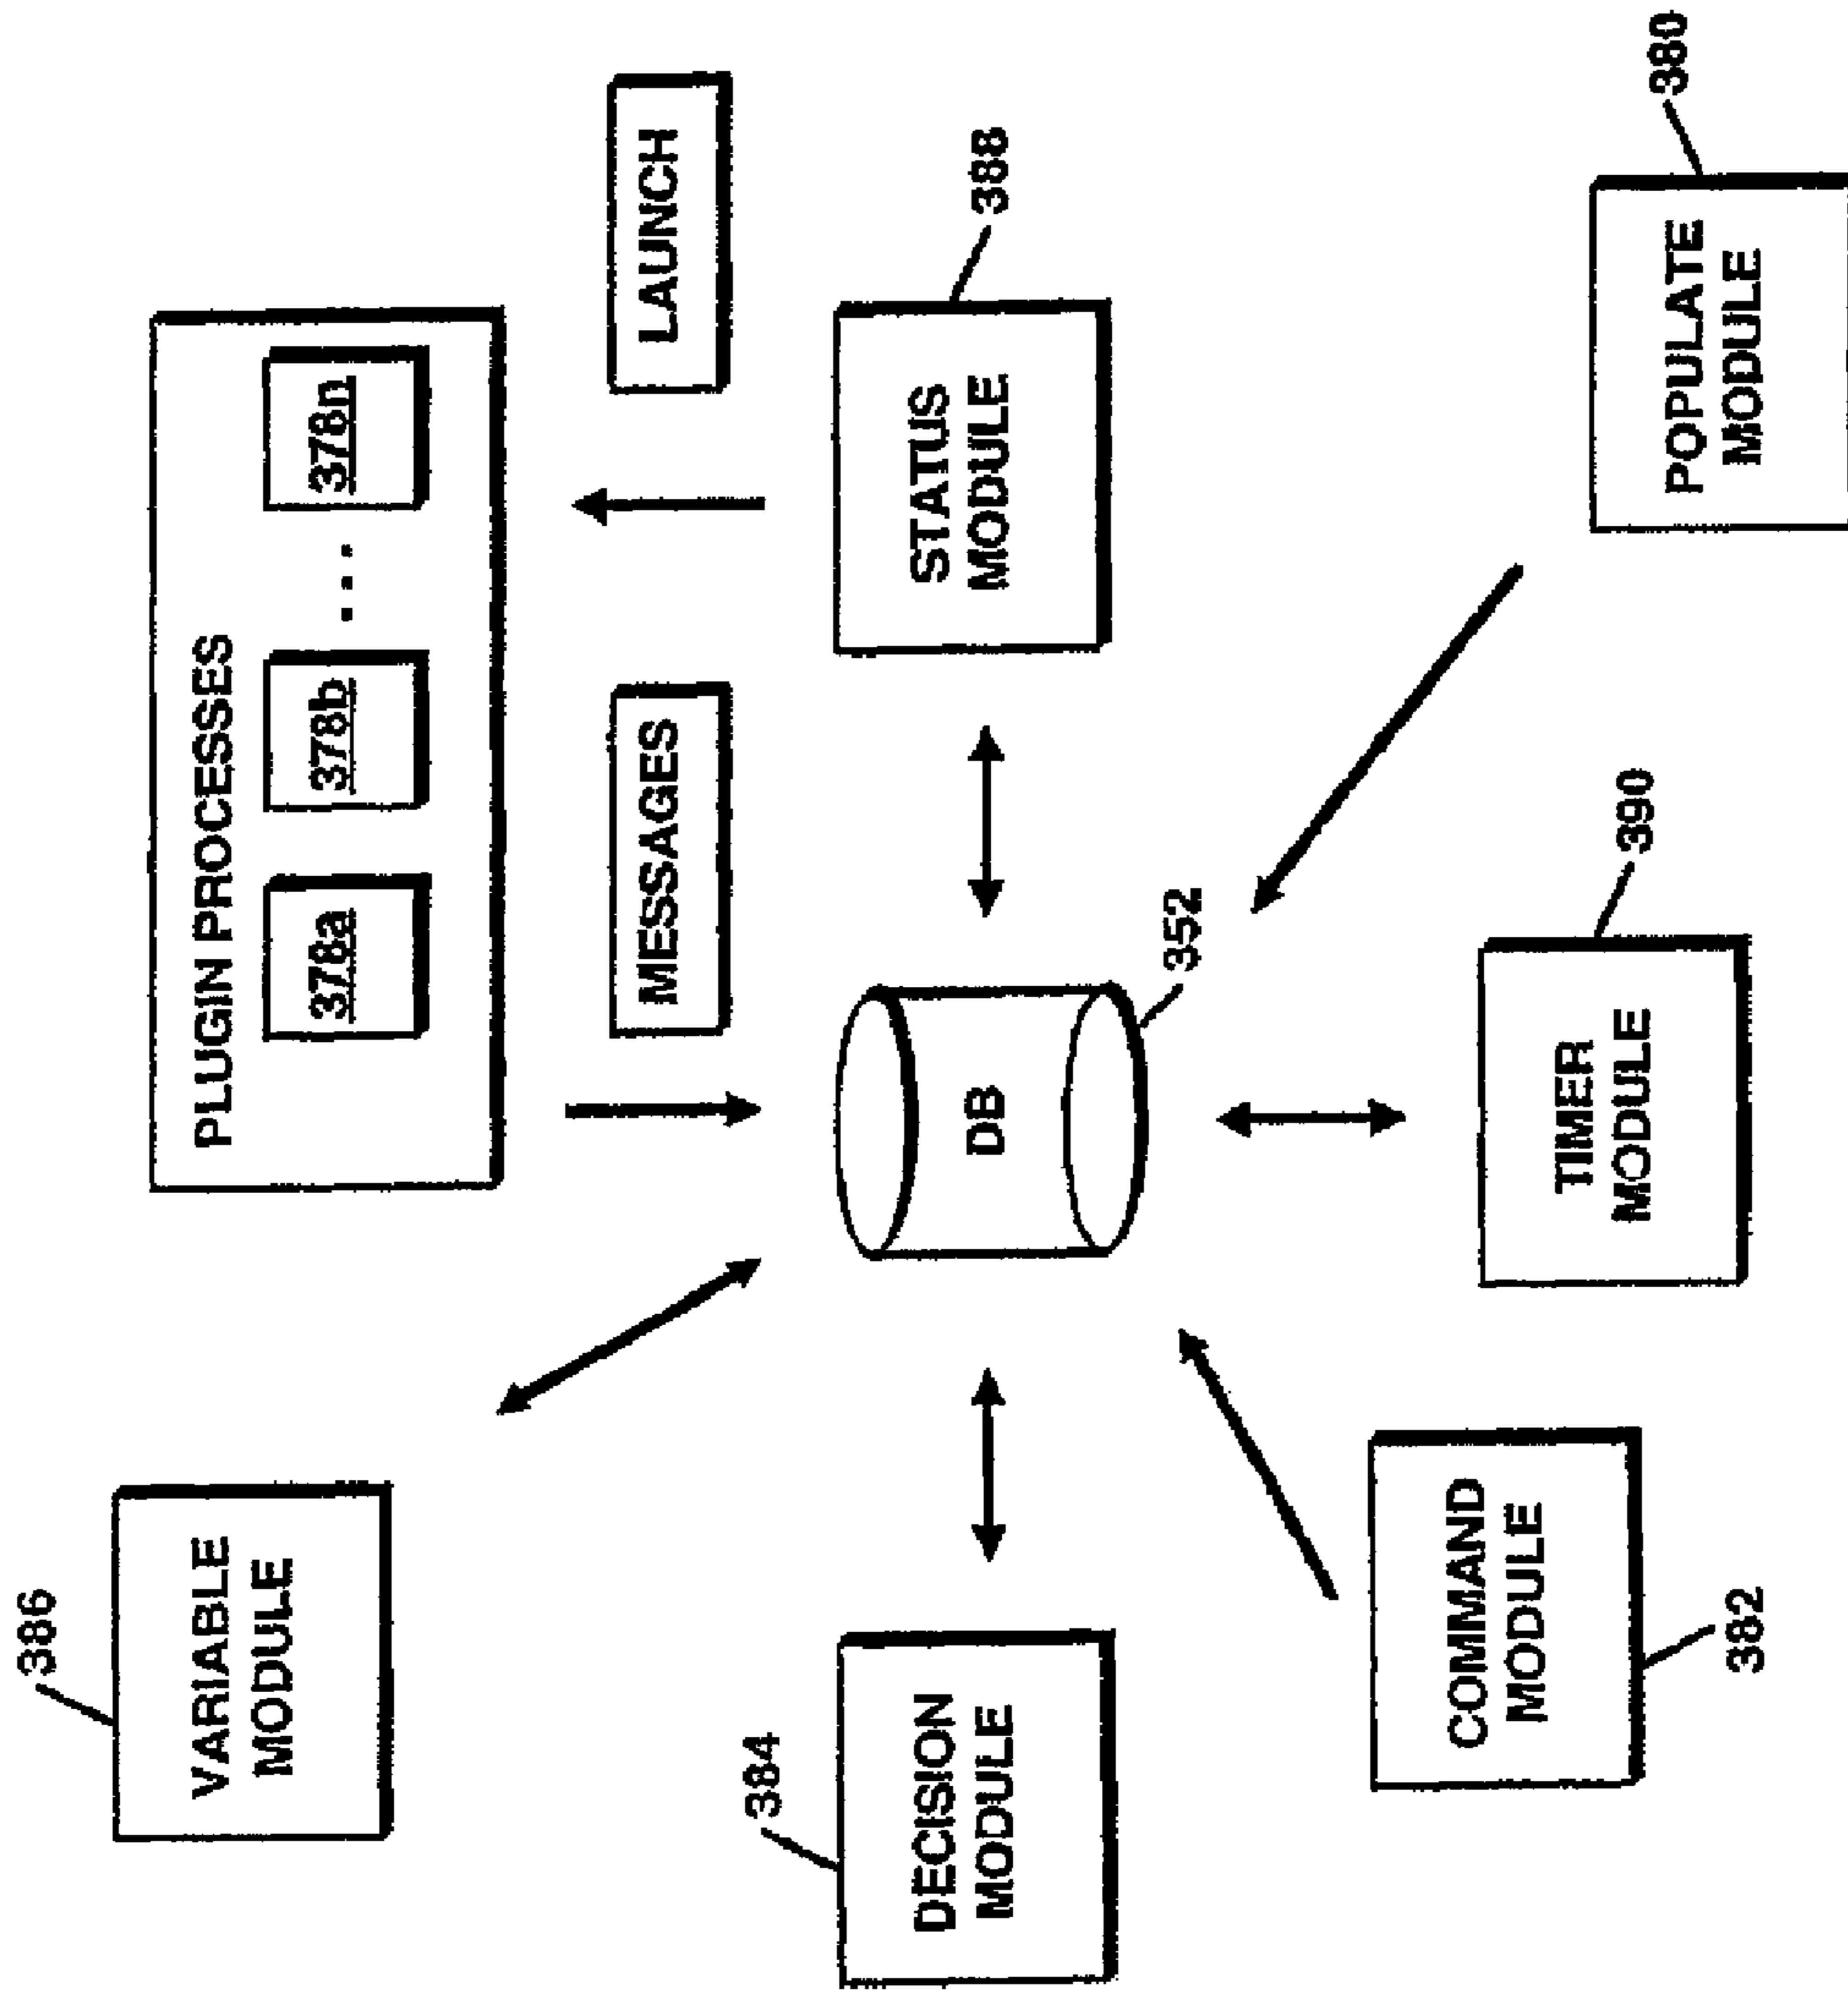 386
VARIABLE
MODULE
PLUGIN PROCESSES
378a
378b
...
378n
MESSAGES
LAUNCH
384
DECISION
MODULE
DB
352
STATUS
MODULE
388
COMMAND
MODULE
382
TIMER
MODULE
390
POPULATE
MODULE
380